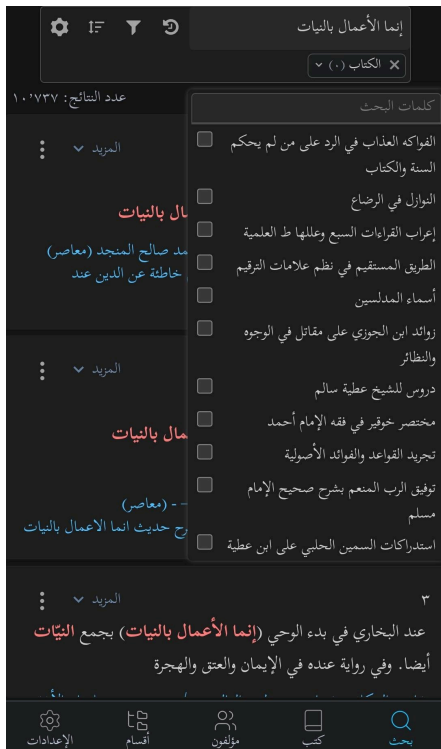 إنما الأعمال بالنيات
الكتاب (٠)
عدد النتائج: ١٠٬٧٣٧
كلمات البحث
الفواكه العذاب في الرد على من لم يحكم
السنة والكتاب
النوازل في الرضاع
إعراب القراءات السبع وعللها ط العلمية
الطريق المستقيم في نظم علامات الترقيم
أسماء المدلسين
زوائد ابن الجوزي على مقاتل في الوجوه
والنظائر
دروس للشيخ عطية سالم
مختصر خوقير في فقه الإمام أحمد
تجريد القواعد والفوائد الأصولية
توفيق الرب المنعم بشرح صحيح الإمام
مسلم
استدراكات السمين الحلبي على ابن عطية
المزيد
بالنيات
صالح المنجد (معاصر)
خاطئة عن الدين عند
المزيد
بالنيات
- - (معاصر)
حديث انما الاعمال بالنيات
٣
المزيد
عند البخاري في بدء الوحي (إنما الأعمال بالنيات) بجمع النيّات
أيضا. وفي رواية عنده في الإيمان والعتق والهجرة
بحث
كتب
مؤلفون
أقسام
الإعدادات